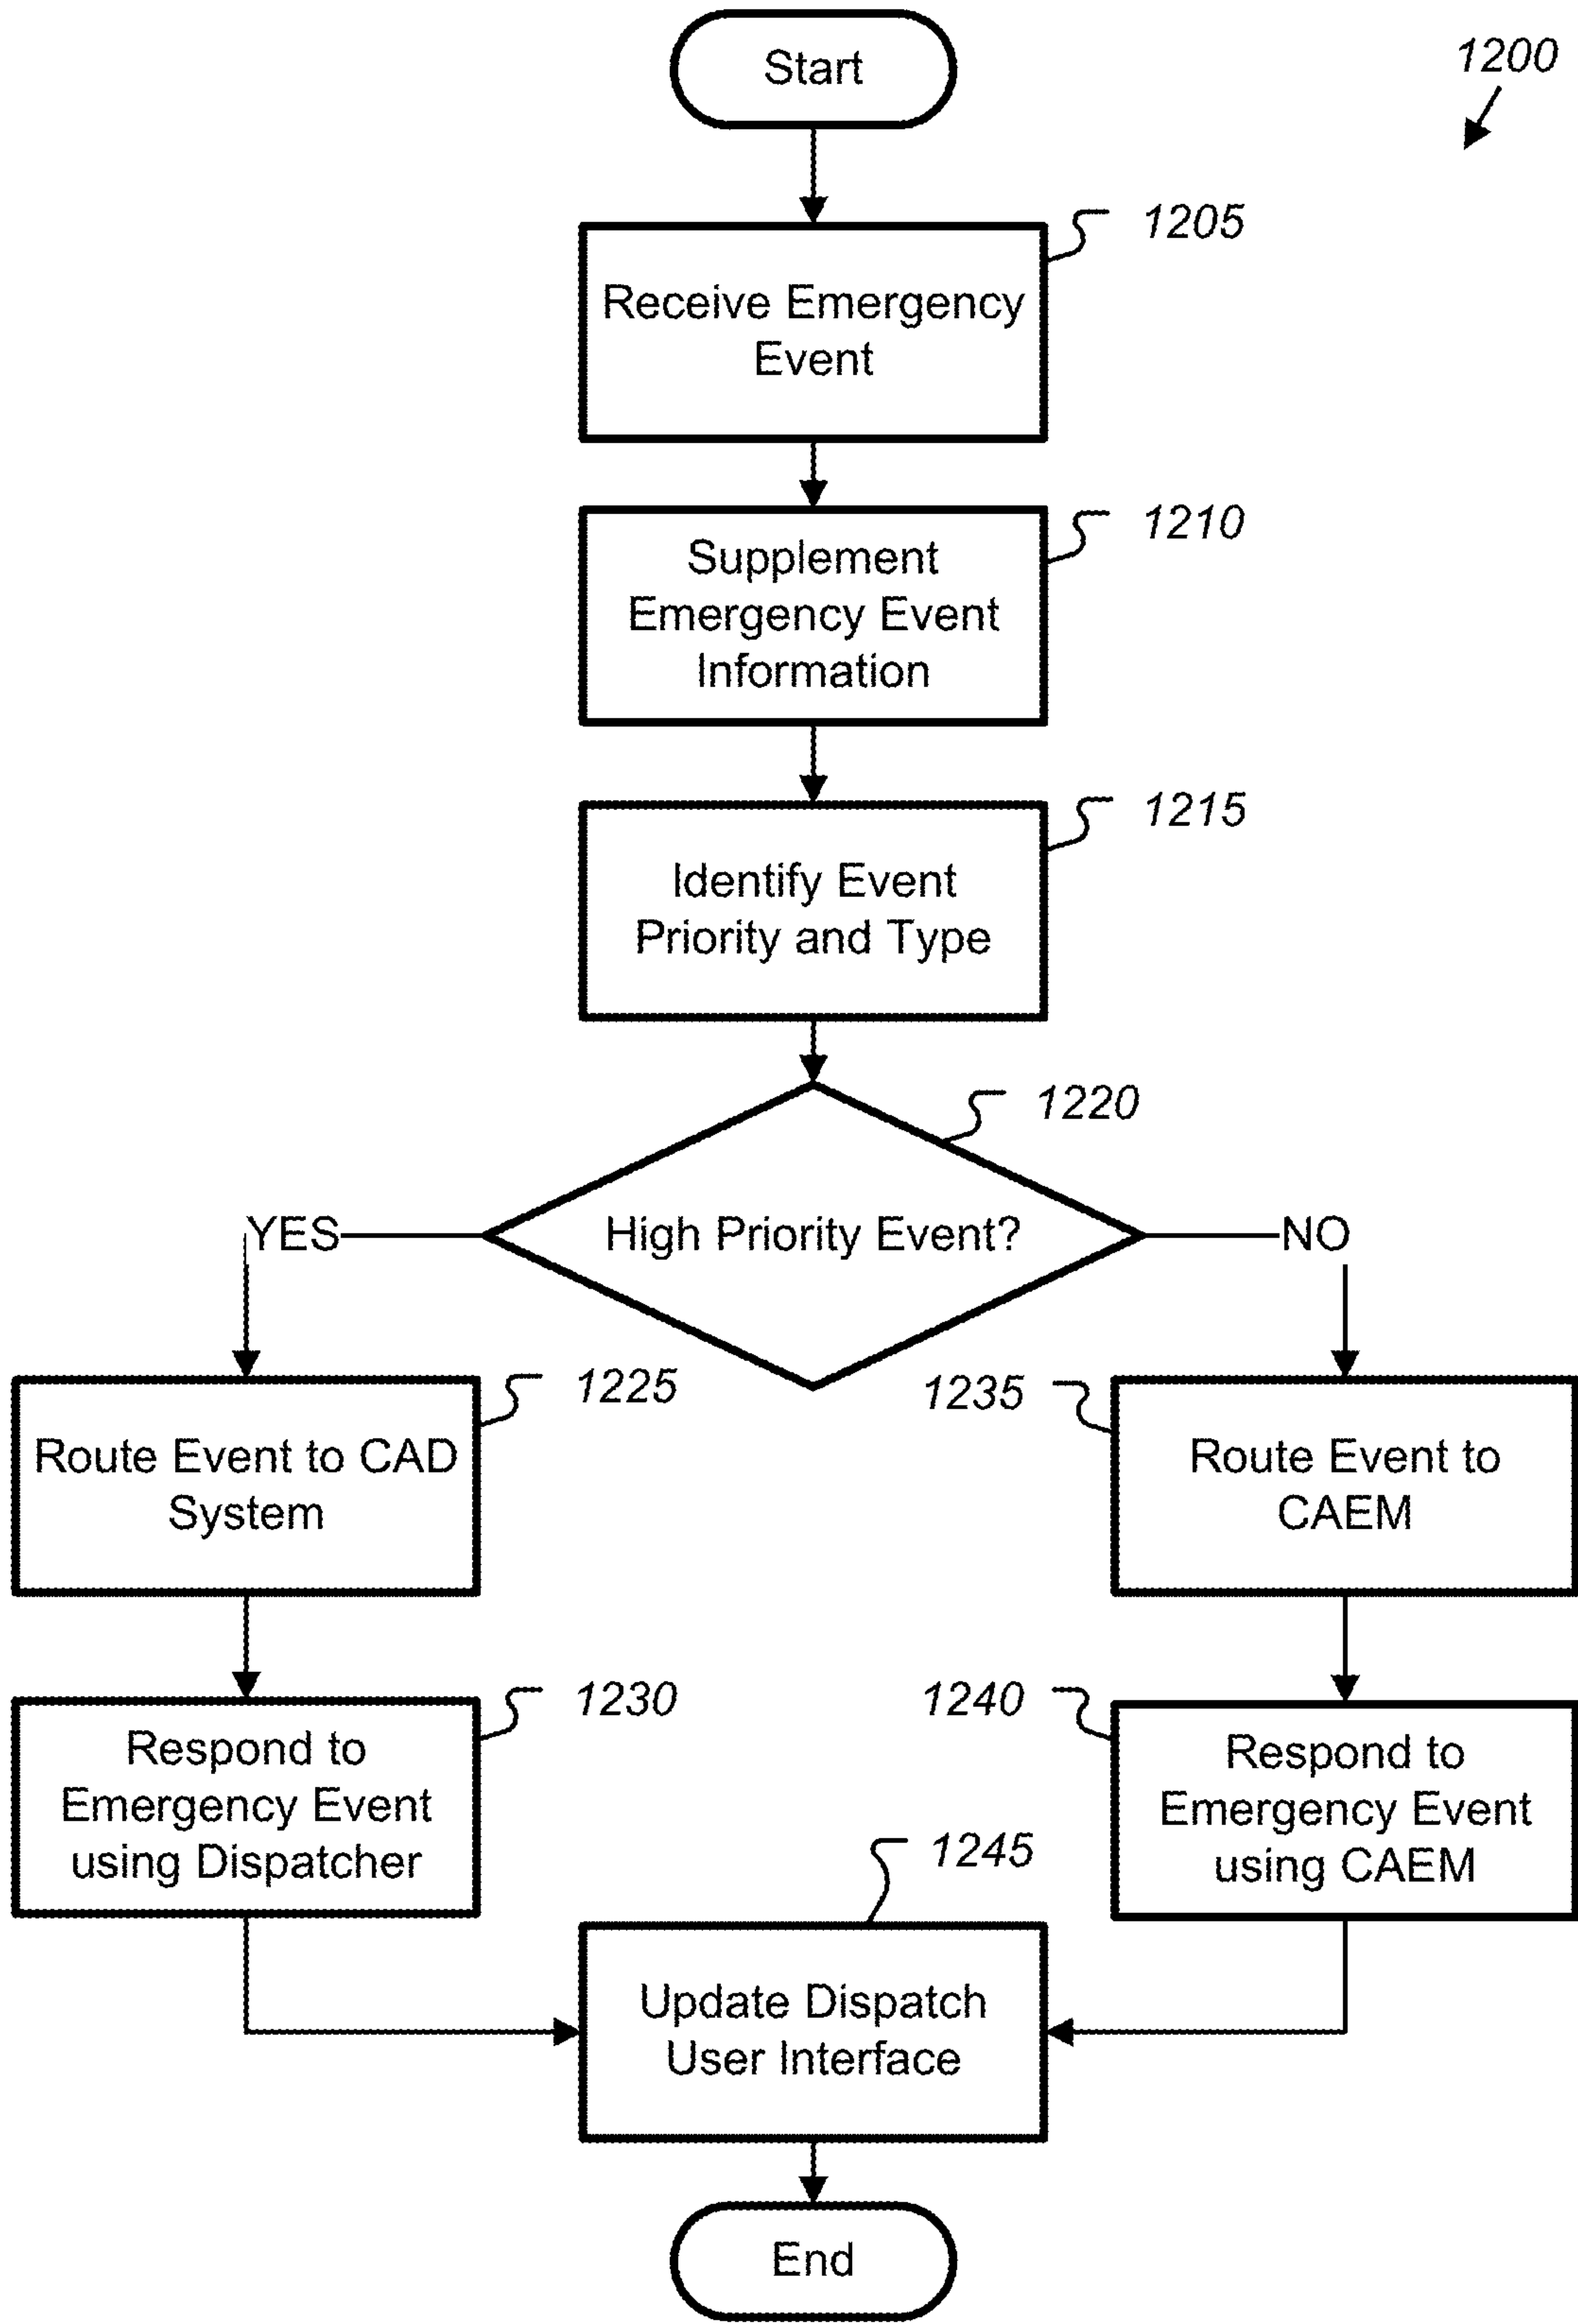 Start
1200
1205
Receive Emergency
Event
1210
Supplement
Emergency Event
Information
1215
Identify Event
Priority and Type
1220
High Priority Event?
YES
NO
1225
Route Event to CAD
System
1235
Route Event to
CAEM
1230
Respond to
Emergency Event
using Dispatcher
1240
Respond to
Emergency Event
using CAEM
1245
Update Dispatch
User Interface
End